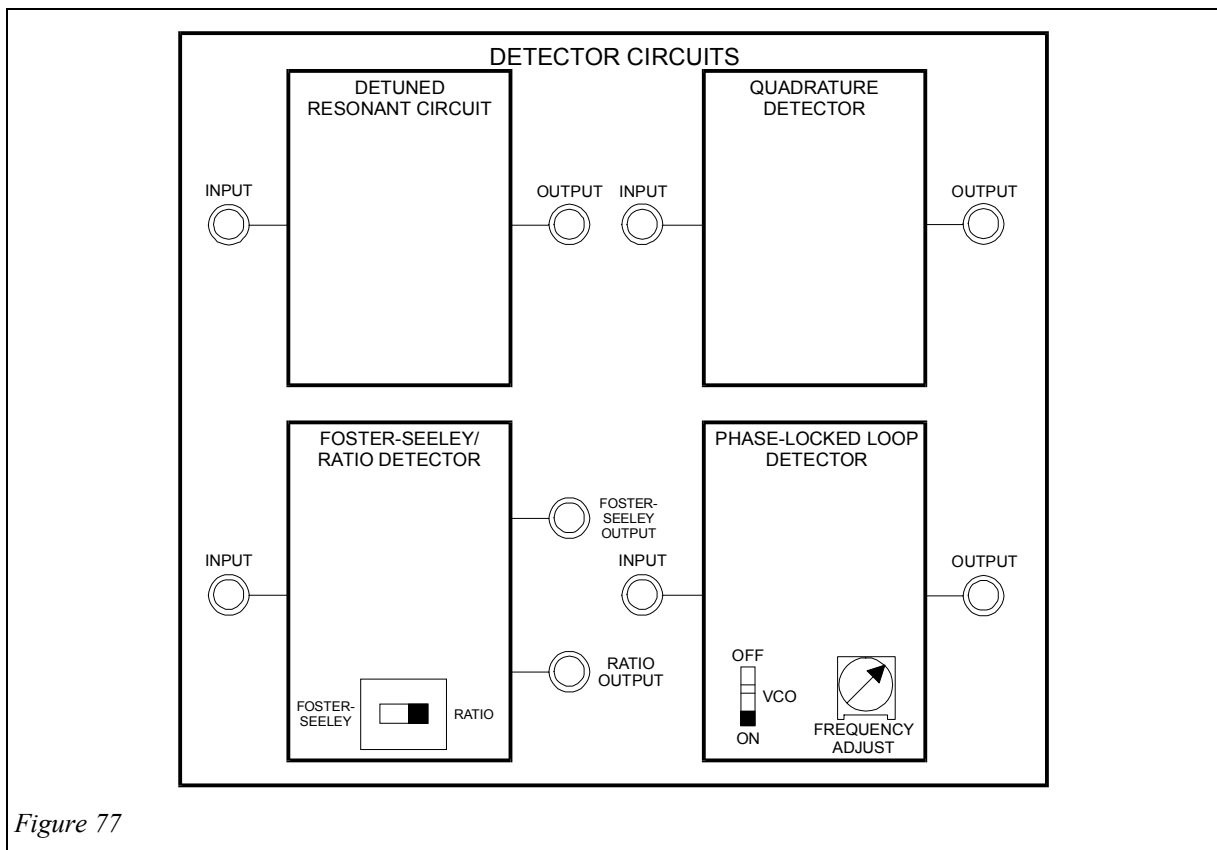 DETECTOR CIRCUITS
DETUNED
RESONANT CIRCUIT
INPUT
OUTPUT
QUADRATURE
DETECTOR
INPUT
OUTPUT
FOSTER-SEELEY/
RATIO DETECTOR
INPUT
FOSTER-
SEELEY
OUTPUT
RATIO
OUTPUT
FOSTER-
SEELEY
RATIO
PHASE-LOCKED LOOP
DETECTOR
INPUT
OUTPUT
OFF
VCO
ON
FREQUENCY
ADJUST
Figure 77